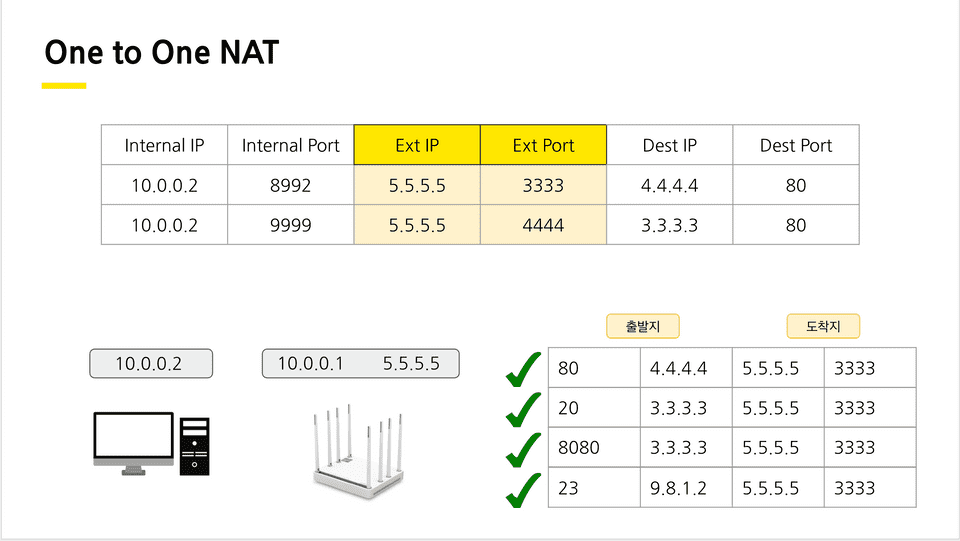 One to One NAT
Internal IP Internal Port Ext IP Ext Port Dest IP Dest Port
10.0.0.2 8992 5.5.5.5 3333 4.4.4.4 80
10.0.0.2 9999 5.5.5.5 4444 3.3.3.3 80
출발지 도착지
10.0.0.2 10.0.0.1 5.5.5.5
80 4.4.4.4 5.5.5.5 3333
20 3.3.3.3 5.5.5.5 3333
8080 3.3.3.3 5.5.5.5 3333
23 9.8.1.2 5.5.5.5 3333